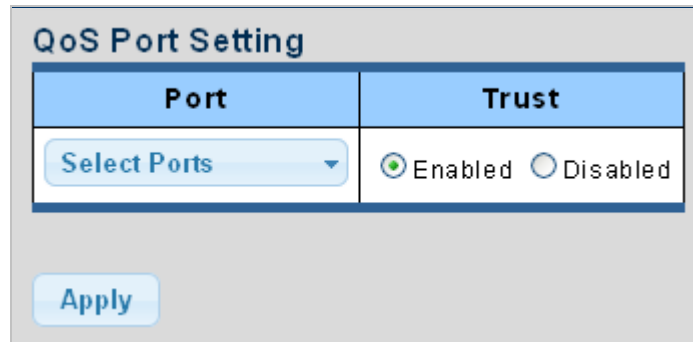 QoS Port Setting
Port Trust
Select Ports Enabled Disabled
Apply